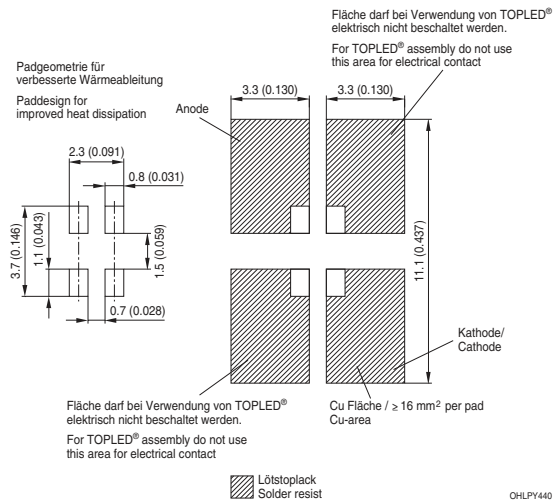 Fläche darf bei Verwendung von TOPLED®
elektrisch nicht beschaltet werden.
For TOPLED® assembly do not use
this area for electrical contact
Padgeometrie für
verbesserte Wärmeableitung
Paddesign for
improved heat dissipation
Anode
3.3 (0.130)
3.3 (0.130)
2.3 (0.091)
0.8 (0.031)
3.7 (0.146)
1.1 (0.043)
1.5 (0.059)
11.1 (0.437)
0.7 (0.028)
Kathode/
Cathode
Fläche darf bei Verwendung von TOPLED®
elektrisch nicht beschaltet werden.
For TOPLED® assembly do not use
this area for electrical contact
Cu Fläche / ≥ 16 mm² per pad
Cu-area
Lötstoplack
Solder resist
OHLPY440